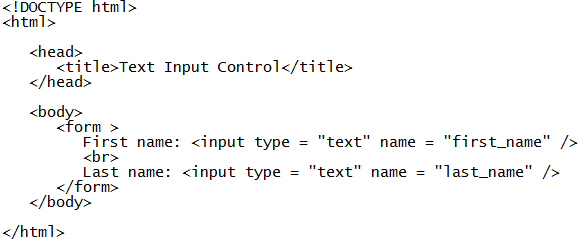 <!DOCTYPE html>
<html>
<head>
<title>Text Input Control</title>
</head>
<body>
<form >
First name: <input type = "text" name = "first_name" />
<br>
Last name: <input type = "text" name = "last_name" />
</form>
</body>
</html>